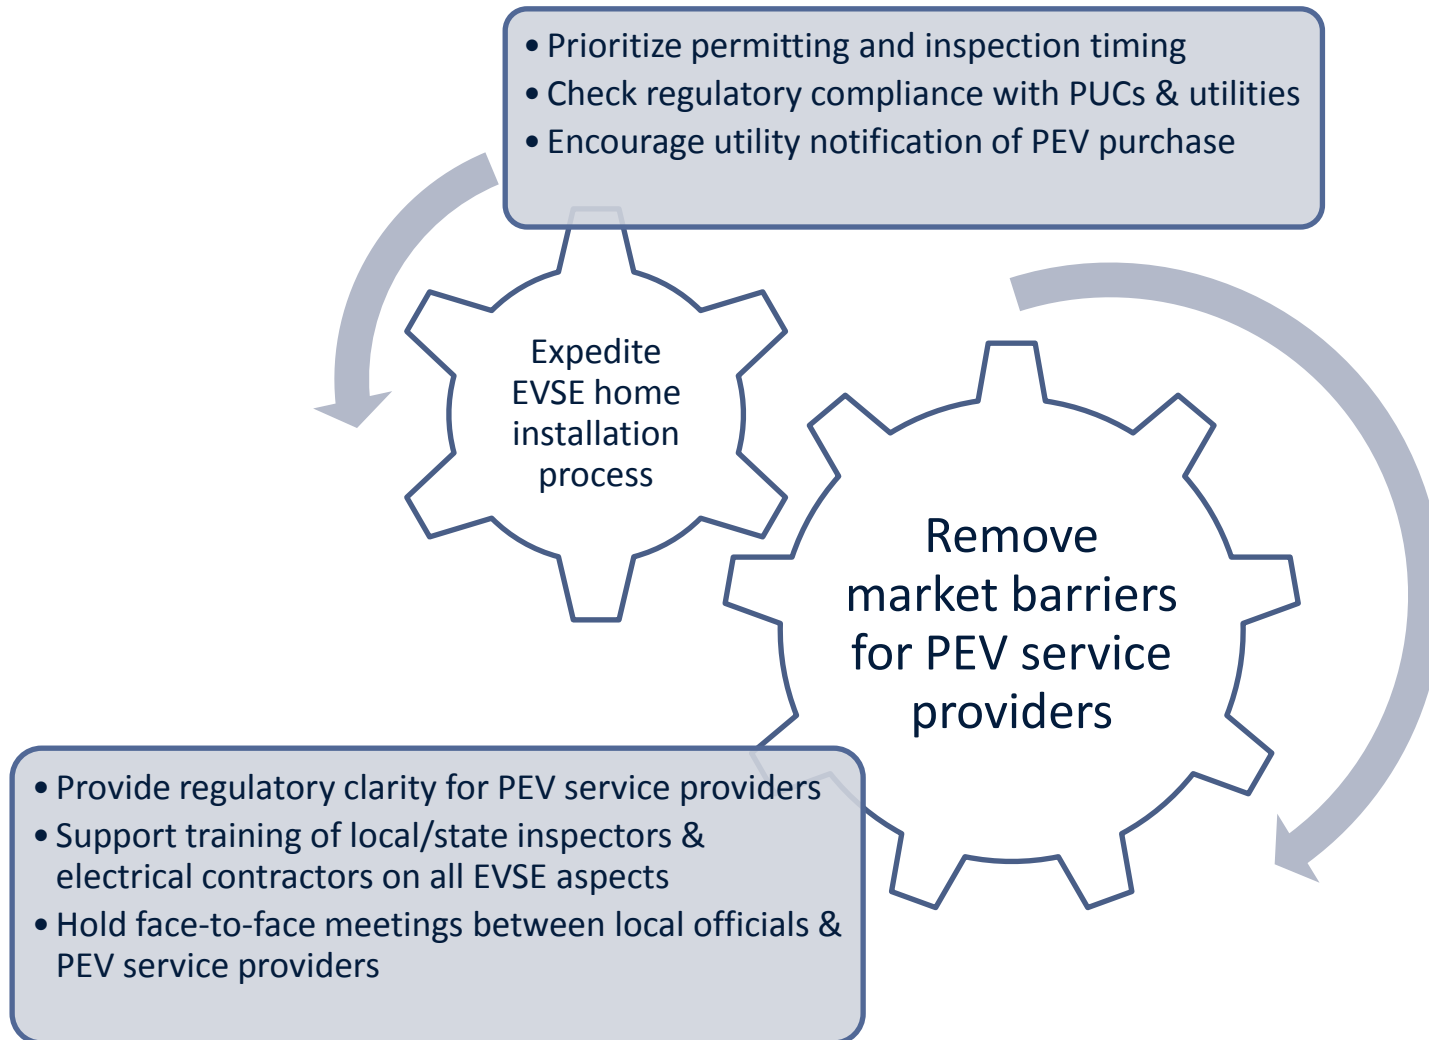 • Prioritize permitting and inspection timing
• Check regulatory compliance with PUCs & utilities
• Encourage utility notification of PEV purchase
Expedite
EVSE home
installation
process
Remove
market barriers
for PEV service
providers
• Provide regulatory clarity for PEV service providers
• Support training of local/state inspectors &
electrical contractors on all EVSE aspects
• Hold face-to-face meetings between local officials &
PEV service providers